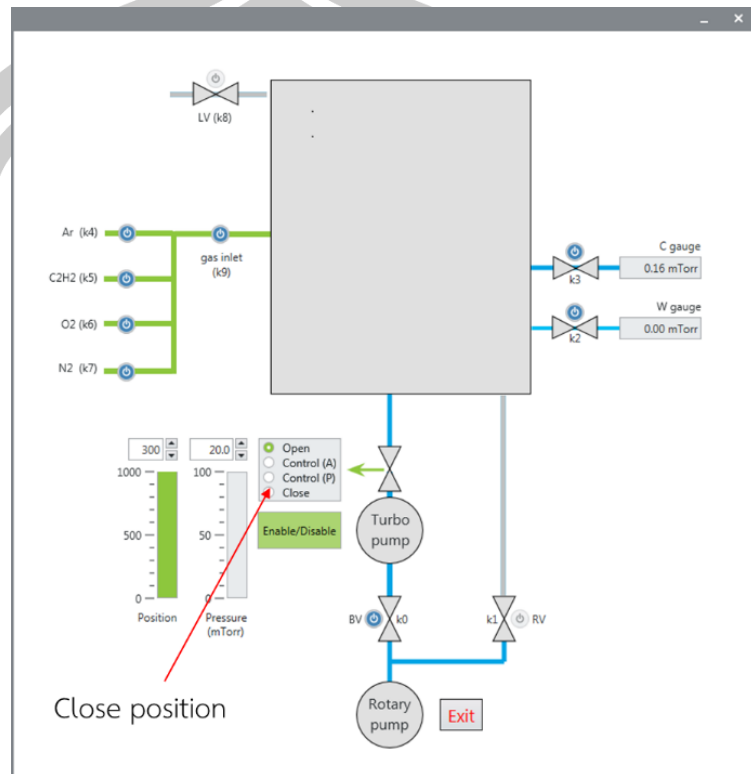 LV (k8)
Ar (k4)
gas inlet
(k9)
C2H2 (k5)
O2 (k6)
N2 (k7)
C gauge
0.16 mTorr
k3
W gauge
0.00 mTorr
k2
300
20.0
Open
Control (A)
Control (P)
Close
1000
500
0
Position
100
50
0
Pressure
(mTorr)
Enable/Disable
Turbo
pump
BV
k0
k1
RV
Rotary
pump
Exit
Close position